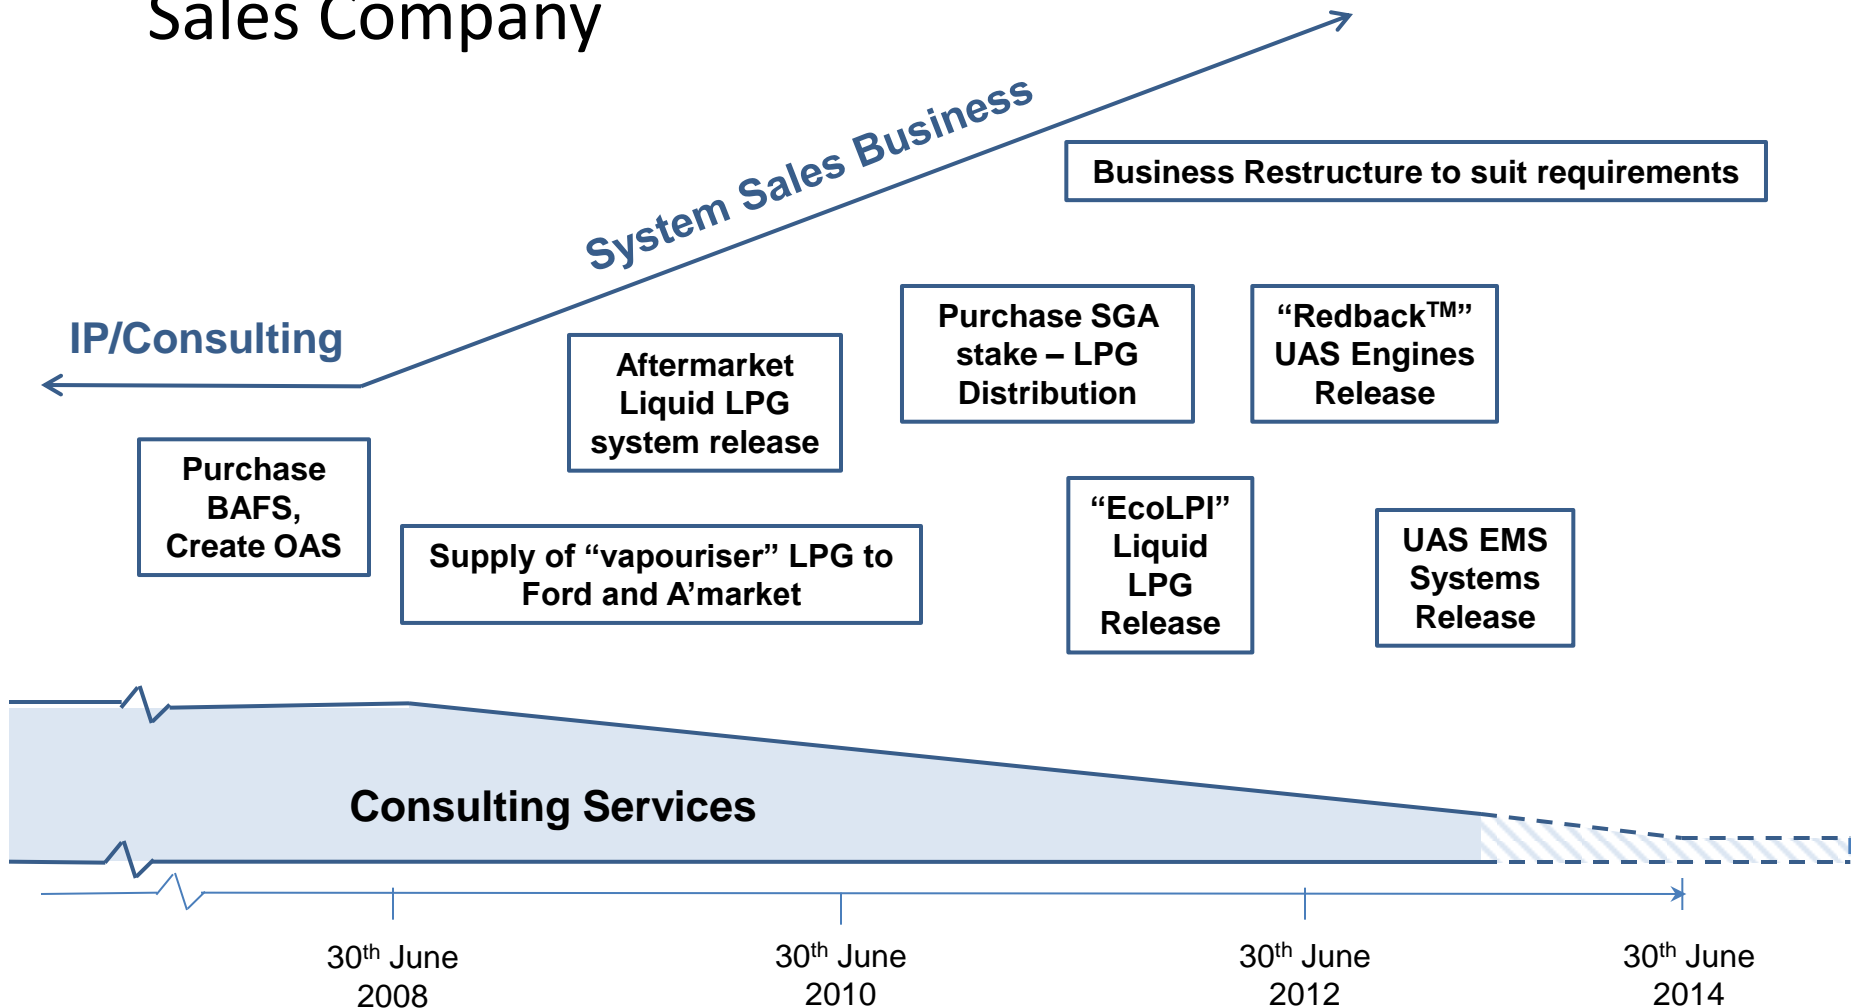 Sales Company
System Sales Business
Business Restructure to suit requirements
IP/Consulting
Purchase SGA
stake – LPG
Distribution
“Redback™”
UAS Engines
Release
Aftermarket
Liquid LPG
system release
Purchase
BAFS,
Create OAS
Supply of “vapouriser” LPG to
Ford and A’market
“EcoLPI”
Liquid
LPG
Release
UAS EMS
Systems
Release
Consulting Services
30th June
2008
30th June
2010
30th June
2012
30th June
2014